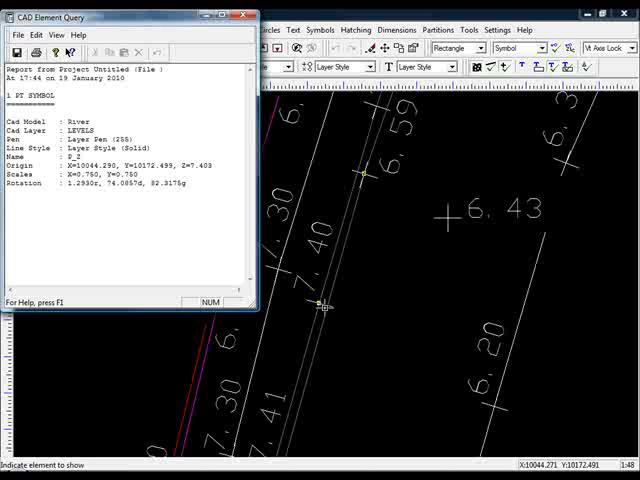 CAD Element Query
File Edit View Help
Report from Project Untitled (File )
At 17:44 on 19 January 2010
1 PT SYMBOL
===========
Cad Model : River
Cad Layer : LEVELS
Pen : Layer Pen (255)
Line Style : Layer Style (Solid)
Name : P_Z
Origin : X=10044.290, Y=10172.499, Z=7.403
Scales : X=0.750, Y=0.750
Rotation : 1.2930r, 74.0857d, 82.3175g
For Help, press F1
NUM
Circles Text Symbols Hatching Dimensions Partitions Tools Settings Help
Rectangle Symbol Vt Axis Lock
Layer Style Layer Style
6. 59
6. 3
6.
6. 43
7. 30
7. 40
6. 20
6.
7. 30
7. 41
0
Indicate element to show
X:10044.271 Y:10172.491 1:48